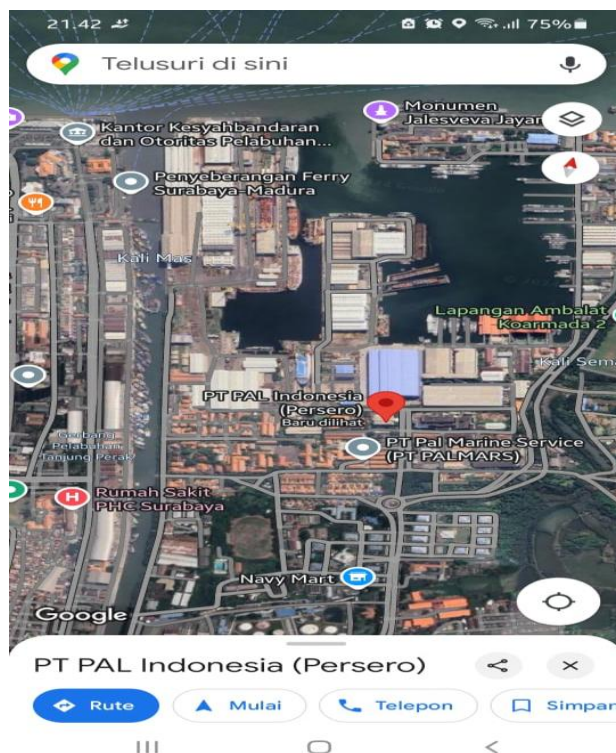 21.42
75%
Telusuri di sini
Monumen
Jalesveva Jayam
Kantor Kesyahbandaran
dan Otoritas Pelabuhan...
Penyeberangan Ferry
Surabaya-Madura
Kali Mas
Lapangan Ambalat
Koarmada 2
Kali Sema
PT PAL Indonesia
(Persero)
Baru dilihat
Gerbang
Pelabuhan
Tanjung Perak
PT Pal Marine Service
(PT PALMARS)
H
Rumah Sakit
PHC Surabaya
Navy Mart
Google
PT PAL Indonesia (Persero)
Rute
Mulai
Telepon
Simpan